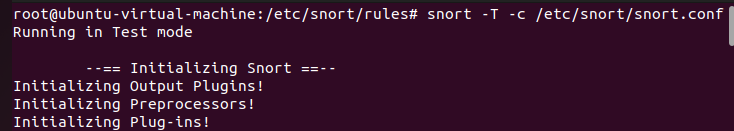 root@ubuntu-virtual-machine:/etc/snort/rules# snort -T -c /etc/snort/snort.conf
Running in Test mode
--== Initializing Snort ==--
Initializing Output Plugins!
Initializing Preprocessors!
Initializing Plug-ins!